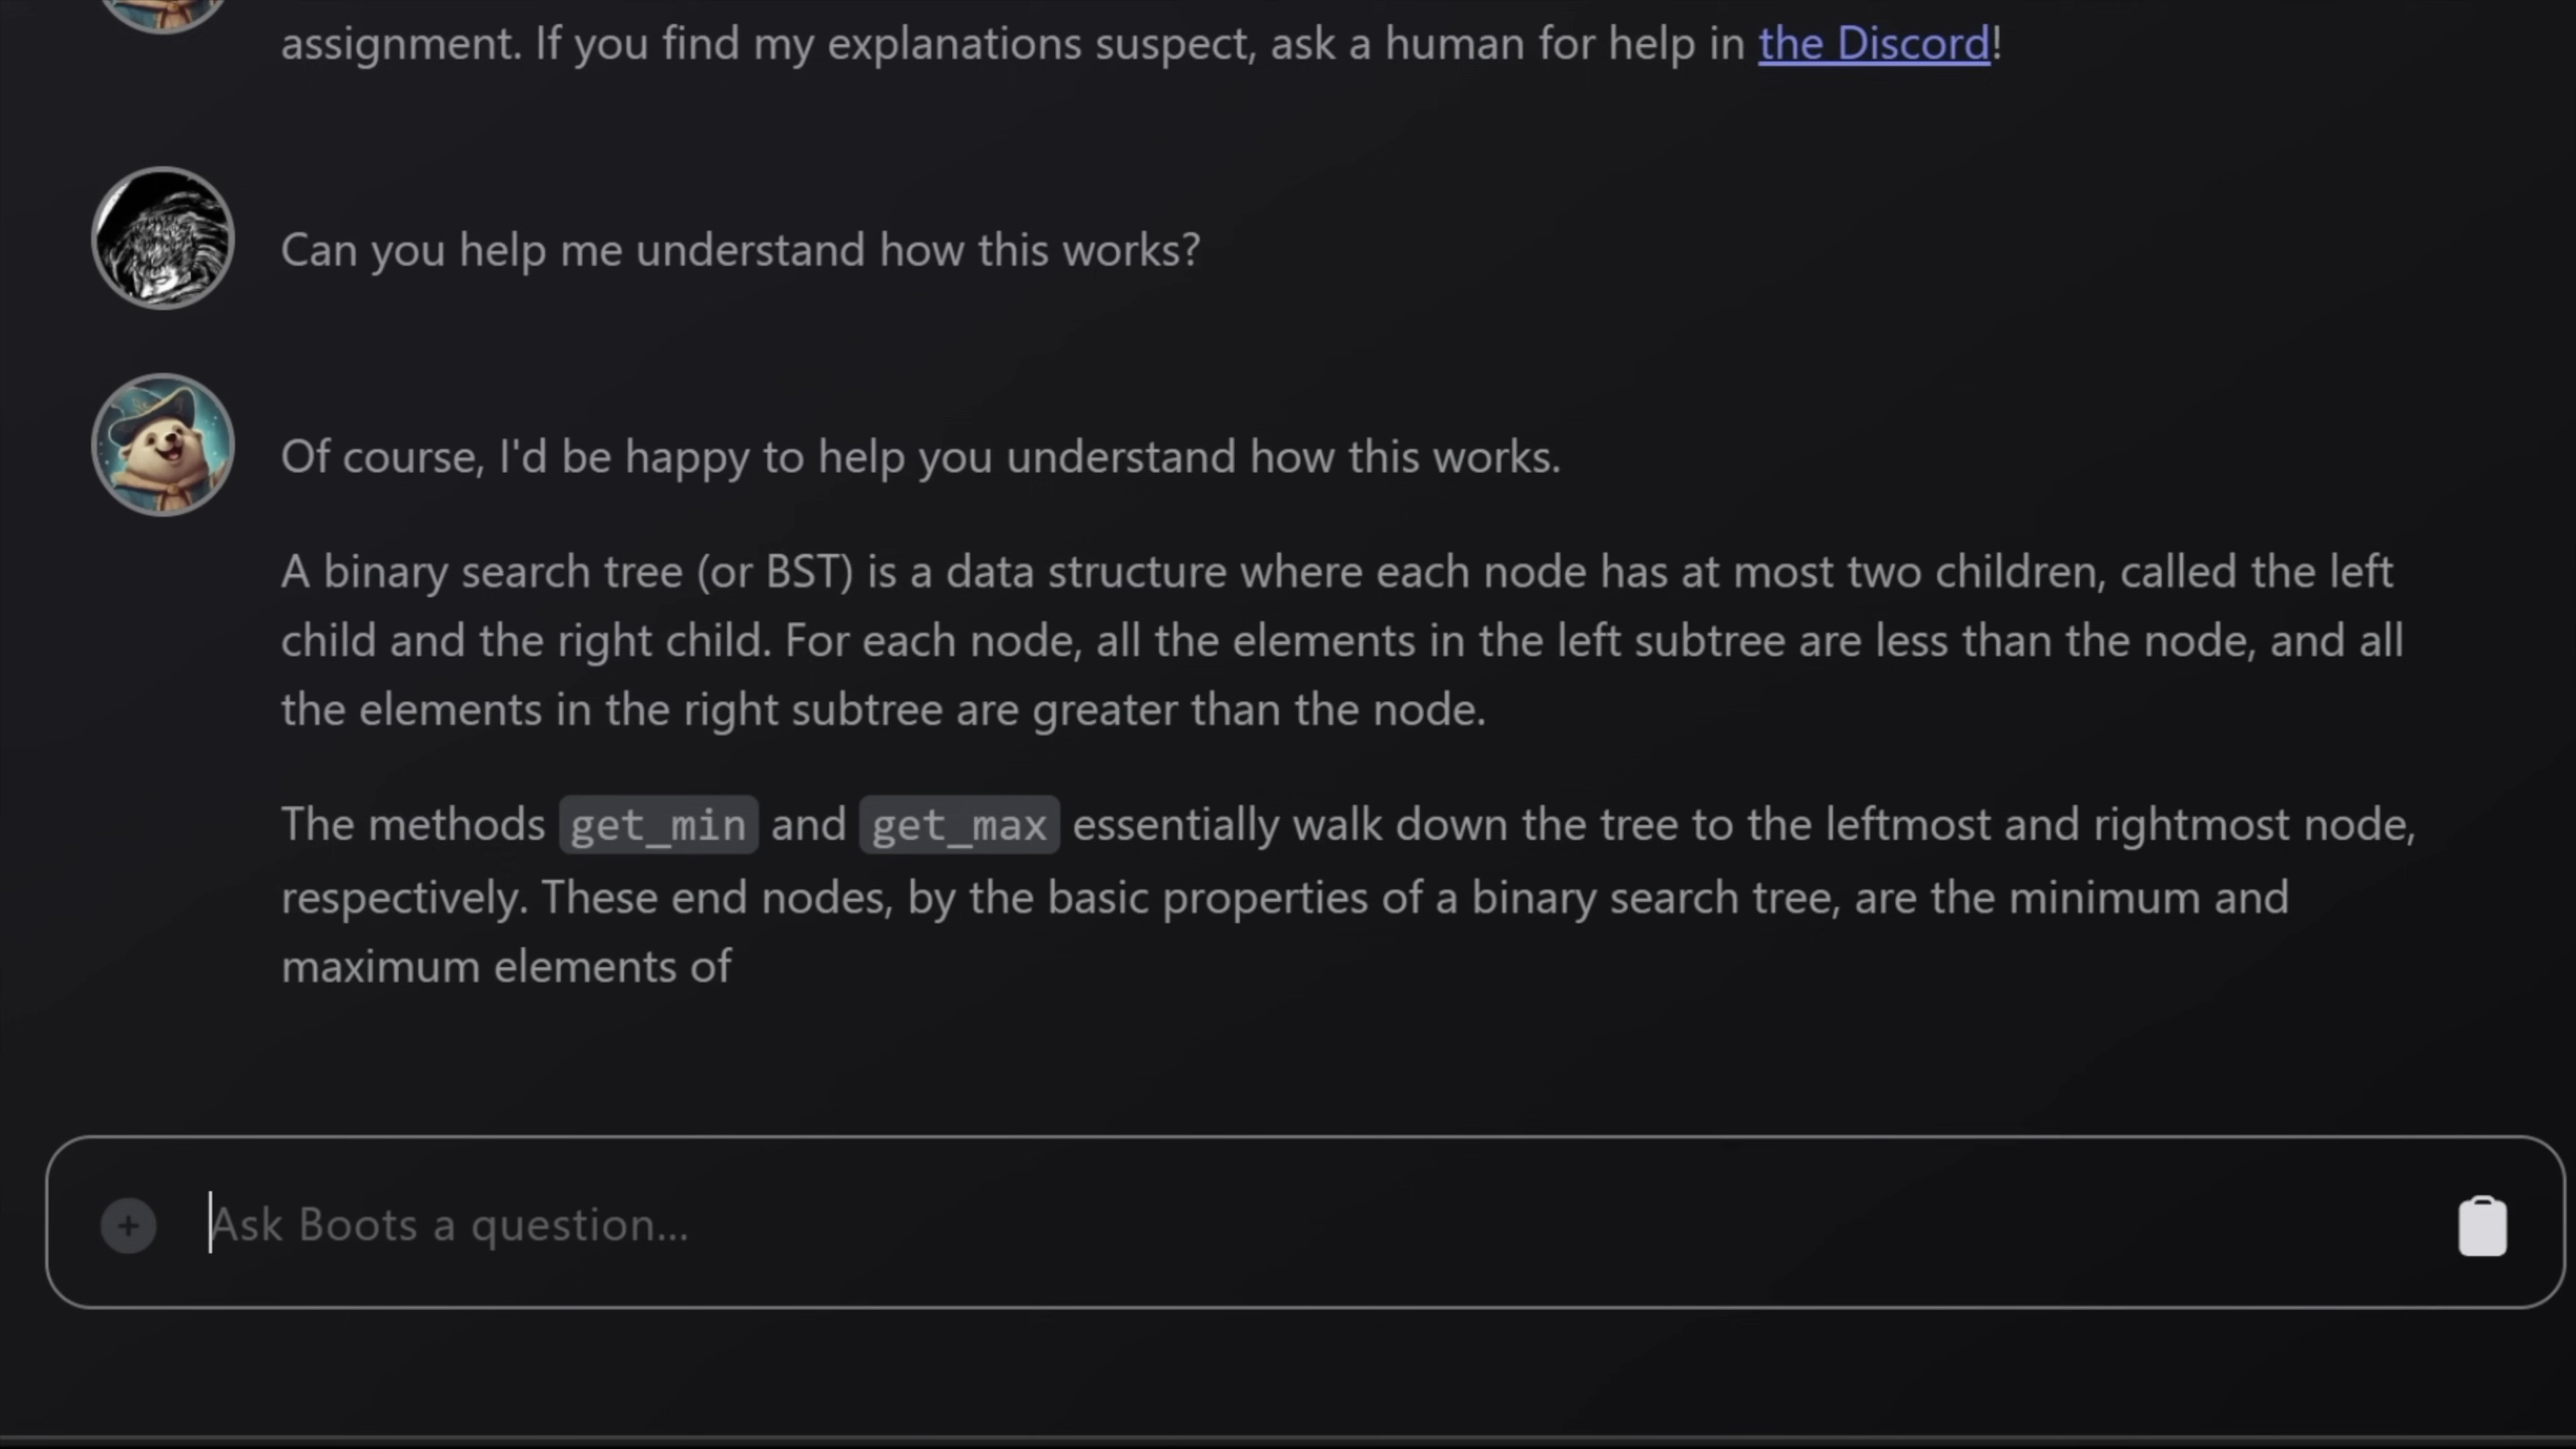 assignment. If you find my explanations suspect, ask a human for help in the Discord!
Can you help me understand how this works?
Of course, I'd be happy to help you understand how this works.
A binary search tree (or BST) is a data structure where each node has at most two children, called the left
child and the right child. For each node, all the elements in the left subtree are less than the node, and all
the elements in the right subtree are greater than the node.
The methods get_min and get_max essentially walk down the tree to the leftmost and rightmost node,
respectively. These end nodes, by the basic properties of a binary search tree, are the minimum and
maximum elements of
Ask Boots a question...